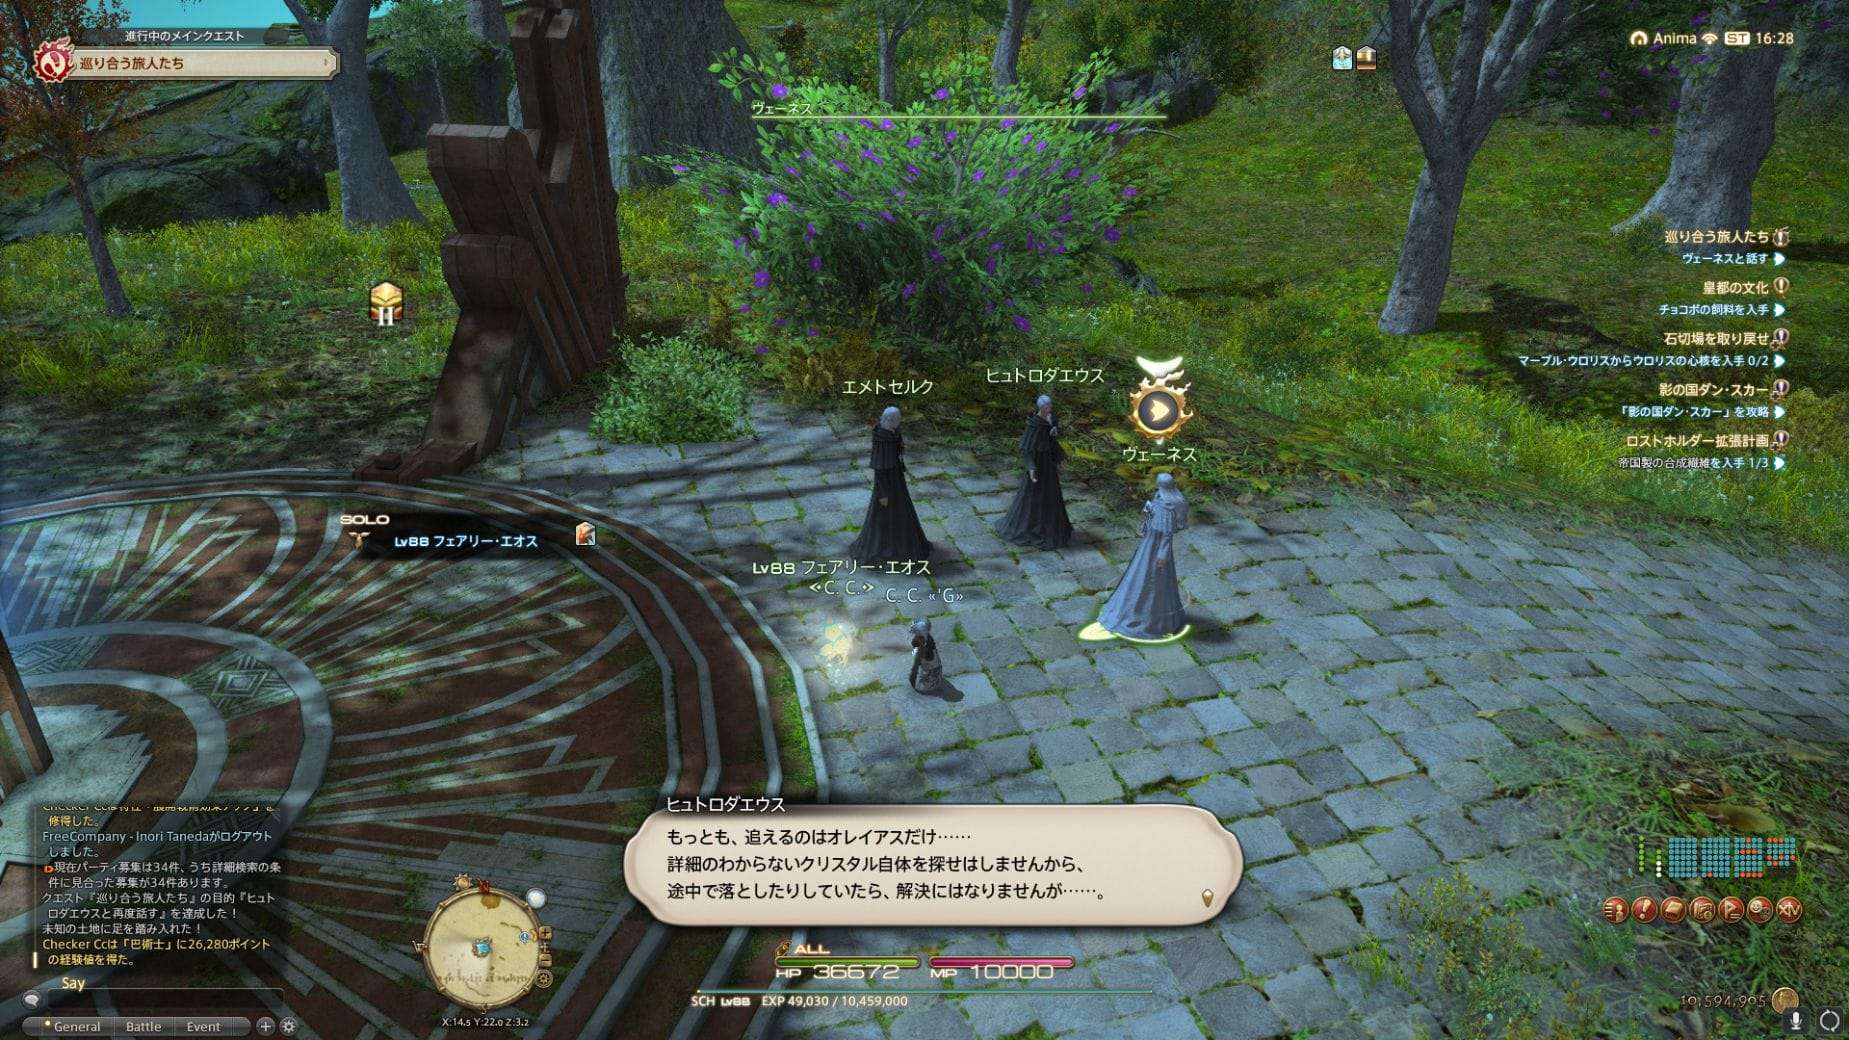 進行中のメインクエスト
巡り合う旅人たち
Anima ST 16:28
ヴェーネス
巡り合う旅人たち
ヴェーネスと話す
皇都の文化
チョコボの飼料を入手
石切場を取り戻せ
マーブル・ウロリスからウロリスの心核を入手 0/2
影の国ダン・スカー
「影の国ダン・スカー」を攻略
ロストホルダー拡張計画
帝国製の合成繊維を入手 1/3
II
エメトセルク
ヒュトロダエウス
ヴェーネス
SOLO
Lv88 フェアリー・エオス
Lv88 フェアリー・エオス
«C. C.»
C. C. «'G»
ヒュトロダエウス
もっとも、追えるのはオレイアスだけ……
詳細のわからないクリスタル自体を探せはしませんから、
途中で落としたりしていたら、解決にはなりませんが……。
修得した。
FreeCompany - Inori Tanedaがログアウト
しました。
現在パーティ募集は34件、うち詳細検索の条
件に見合った募集が34件あります。
クエスト『巡り合う旅人たち』の目的『ヒュト
ロダエウスと再度話す』を達成した！
未知の土地に足を踏み入れた！
Checker Ccは「巴術士」に26,280ポイント
の経験値を得た。
Say
General Battle Event
N
X:14.5 Y:22.0 Z:3.2
ALL
HP 36672 MP 10000
SCH Lv88 EXP 49,030 / 10,459,000
XIV
10,594,905